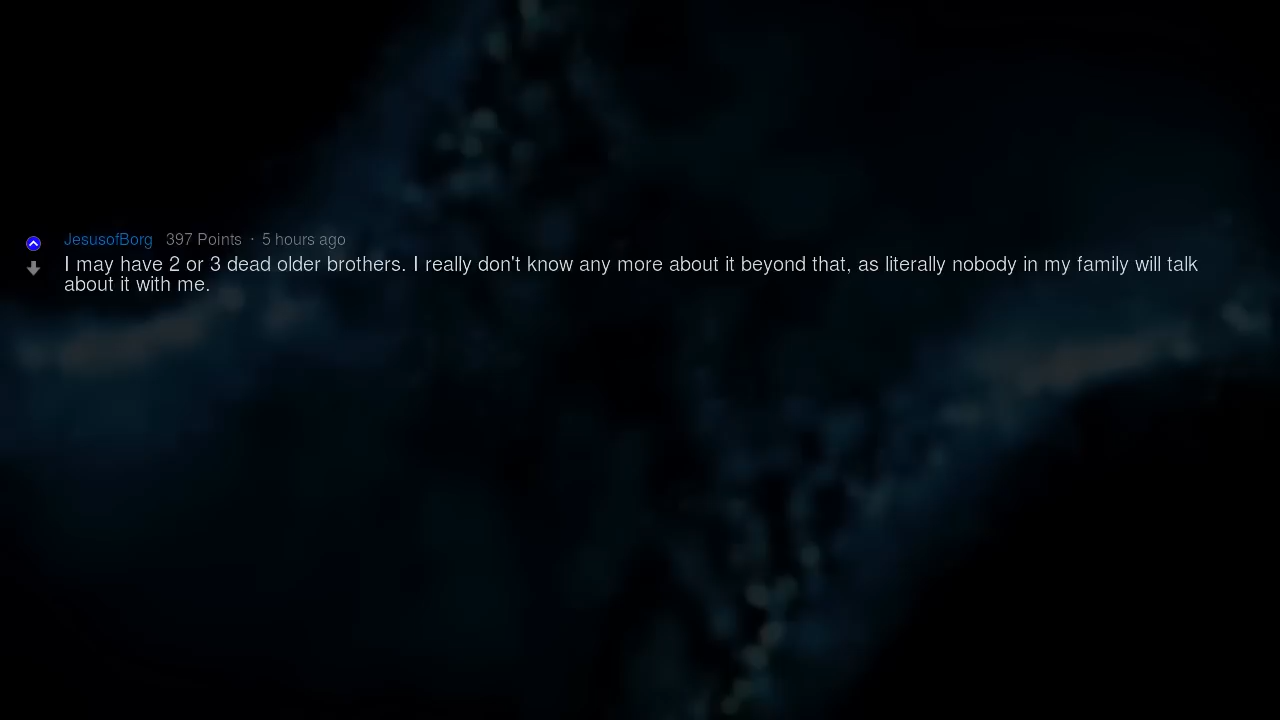 JesusofBorg 397 Points · 5 hours ago
I may have 2 or 3 dead older brothers. I really don't know any more about it beyond that, as literally nobody in my family will talk
about it with me.